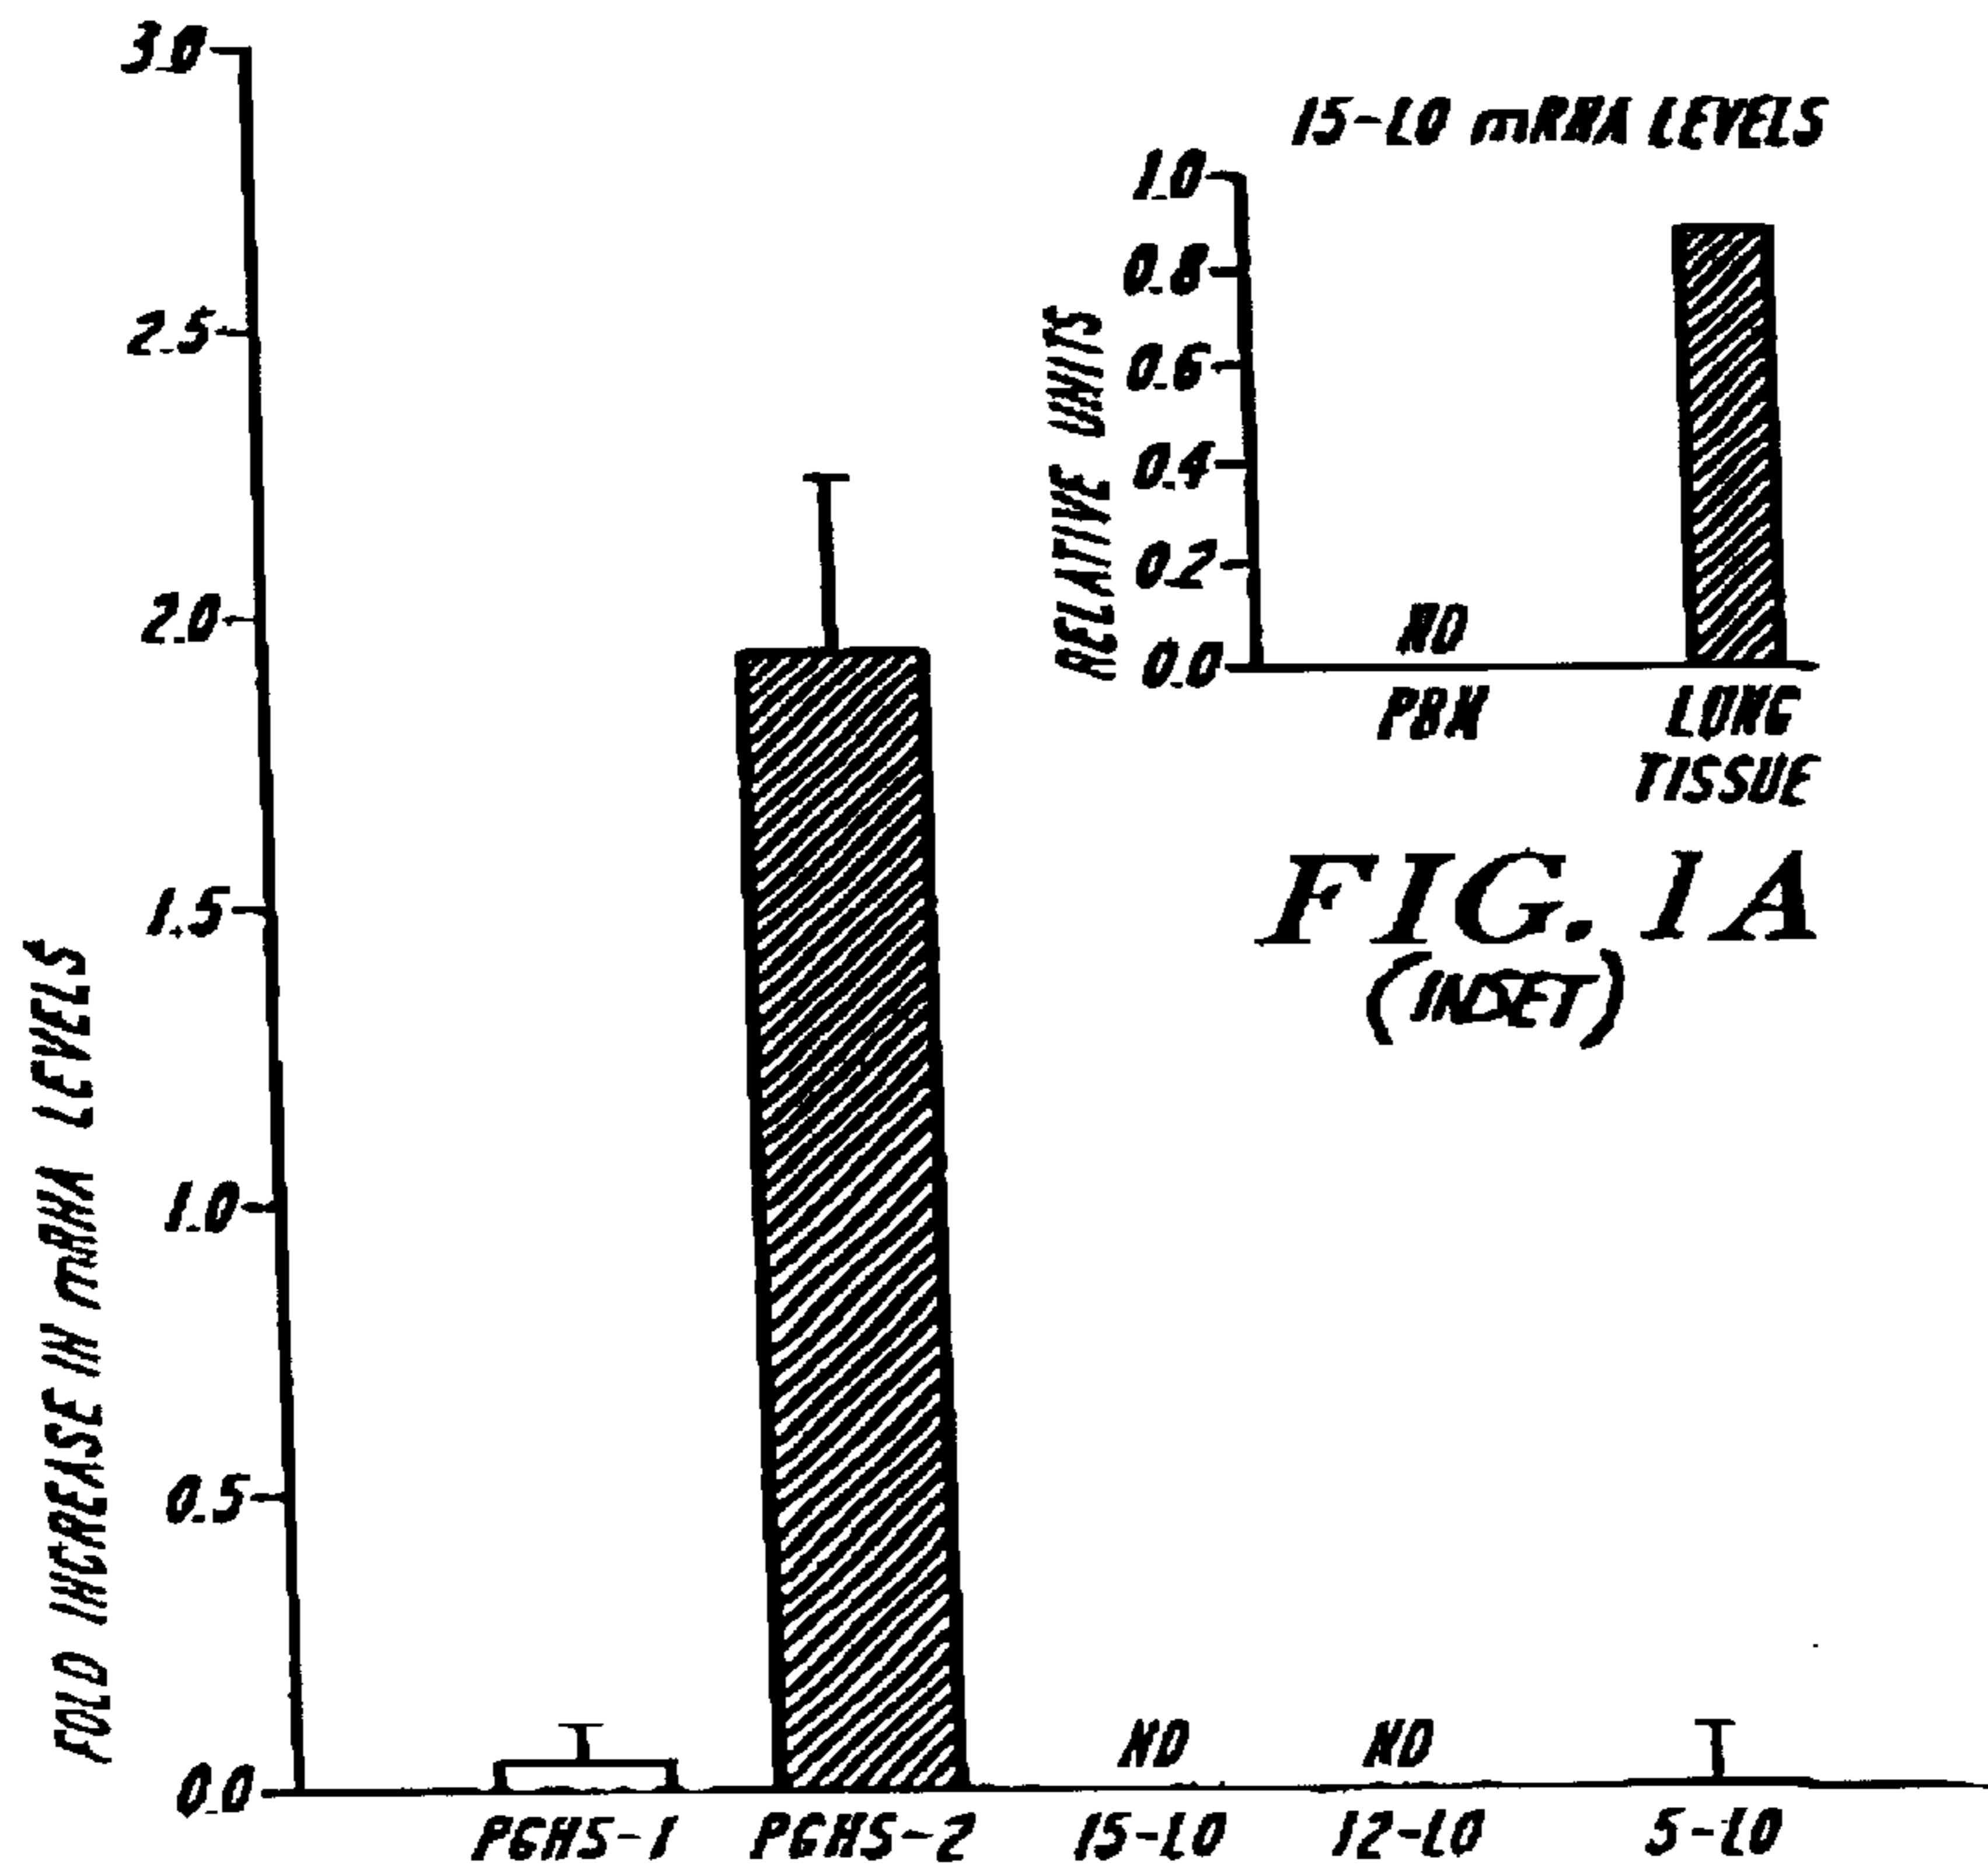 3.0
2.5
2.0
1.5
1.0
0.5
0.0
FOLD INCREASE IN mRNA LEVELS
PGHS-1
PGHS-2
15-LO
12-LO
5-LO
ND
ND
15-LO mRNA LEVELS
1.0
0.8
0.6
0.4
0.2
0.0
RELATIVE UNITS
ND
PBM
LUNG
TISSUE
FIG. 1A
(INSET)